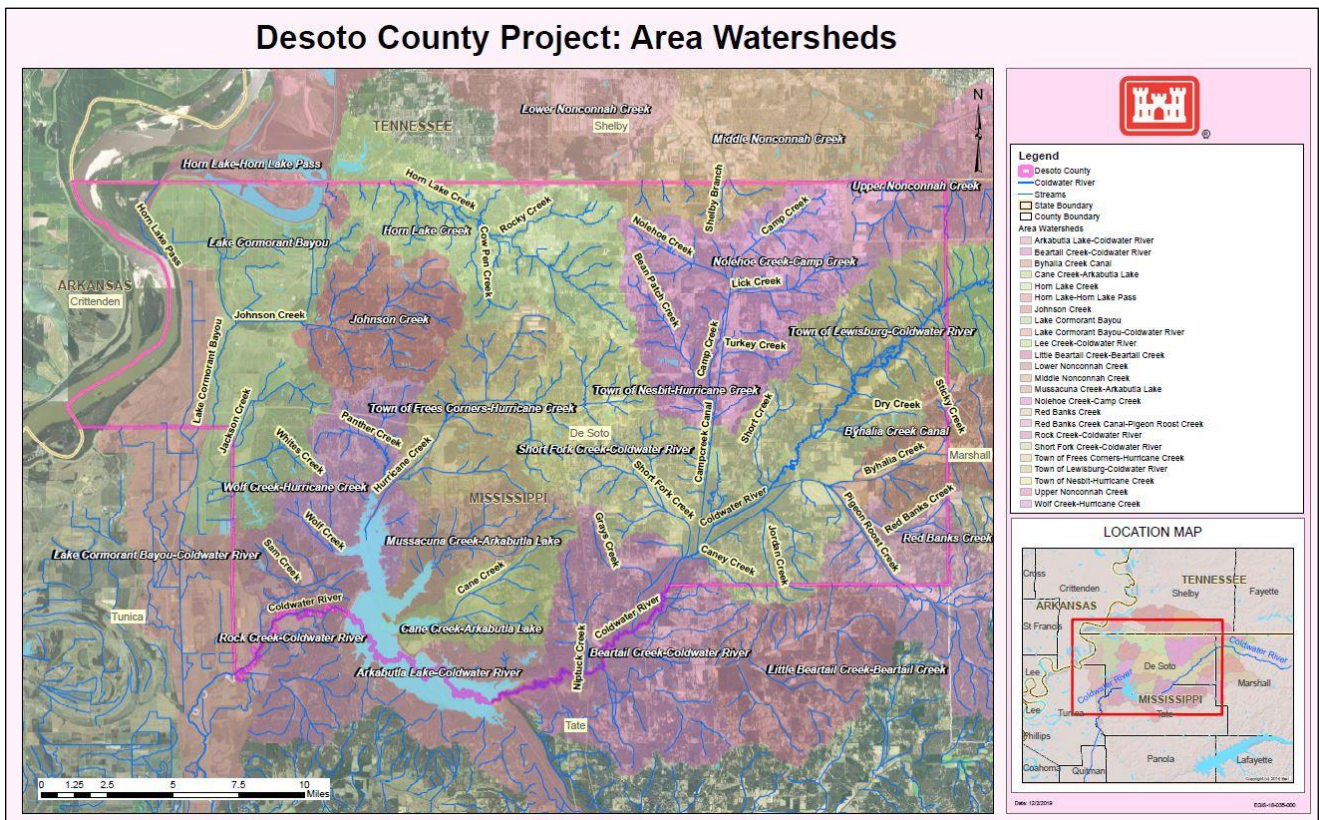 Desoto County Project: Area Watersheds
N
TENNESSEE
Shelby
Lower Nonconnah Creek
Middle Nonconnah Creek
Horn Lake-Horn Lake Pass
Upper Nonconnah Creek
Horn Lake Creek
Shelby Branch
Camp Creek
Rocky Creek
Nolehoe Creek
Horn Lake Pass
Lake Cormorant Bayou
Horn Lake Creek
Cow Pen Creek
Bean Patch Creek
Nolehoe Creek-Camp Creek
Lick Creek
ARKANSAS
Crittenden
Johnson Creek
Johnson Creek
Town of Lewisburg-Coldwater River
Turkey Creek
Camp Creek
Lake Cormorant Bayou
Town of Nesbit-Hurricane Creek
Sticky Creek
Jackson Creek
Town of Frees Corners-Hurricane Creek
Dry Creek
Panther Creek
De Soto
Short Creek
Byhalia Creek Canal
Whites Creek
Hurricane Creek
Short Fork Creek-Coldwater River
Campcreek Canal
Marshall
Byhalia Creek
Wolf Creek-Hurricane Creek
MISSISSIPPI
Short Fork Creek
Coldwater River
Pigeon Roost Creek
Red Banks Creek
Wolf Creek
Mussacuna Creek-Arkabutla Lake
Grays Creek
Jordan Creek
Red Banks Creek
Lake Cormorant Bayou-Coldwater River
Sam Creek
Cane Creek
Caney Creek
Coldwater River
Coldwater River
Tunica
Rock Creek-Coldwater River
Cane Creek-Arkabutla Lake
Niptuck Creek
Beartail Creek-Coldwater River
Arkabutla Lake-Coldwater River
Little Beartail Creek-Beartail Creek
Tate
0 1.25 2.5 5 7.5 10
Miles
®
Legend
Desoto County
Coldwater River
Streams
State Boundary
County Boundary
Area Watersheds
Arkabutla Lake-Coldwater River
Beartail Creek-Coldwater River
Byhalia Creek Canal
Cane Creek-Arkabutla Lake
Horn Lake Creek
Horn Lake-Horn Lake Pass
Johnson Creek
Lake Cormorant Bayou
Lake Cormorant Bayou-Coldwater River
Lee Creek-Coldwater River
Little Beartail Creek-Beartail Creek
Lower Nonconnah Creek
Middle Nonconnah Creek
Mussacuna Creek-Arkabutla Lake
Nolehoe Creek-Camp Creek
Red Banks Creek
Red Banks Creek Canal-Pigeon Roost Creek
Rock Creek-Coldwater River
Short Fork Creek-Coldwater River
Town of Frees Corners-Hurricane Creek
Town of Lewisburg-Coldwater River
Town of Nesbit-Hurricane Creek
Upper Nonconnah Creek
Wolf Creek-Hurricane Creek
LOCATION MAP
Cross
Crittenden
TENNESSEE
Shelby
Fayette
ARKANSAS
St Francis
Coldwater River
De Soto
Lee
Coldwater River
Marshall
MISSISSIPPI
Lee
Tunica
Tate
Phillips
Panola
Lafayette
Coahoma
Quitman
Date: 12/2/2019
EGIS-18-035-000